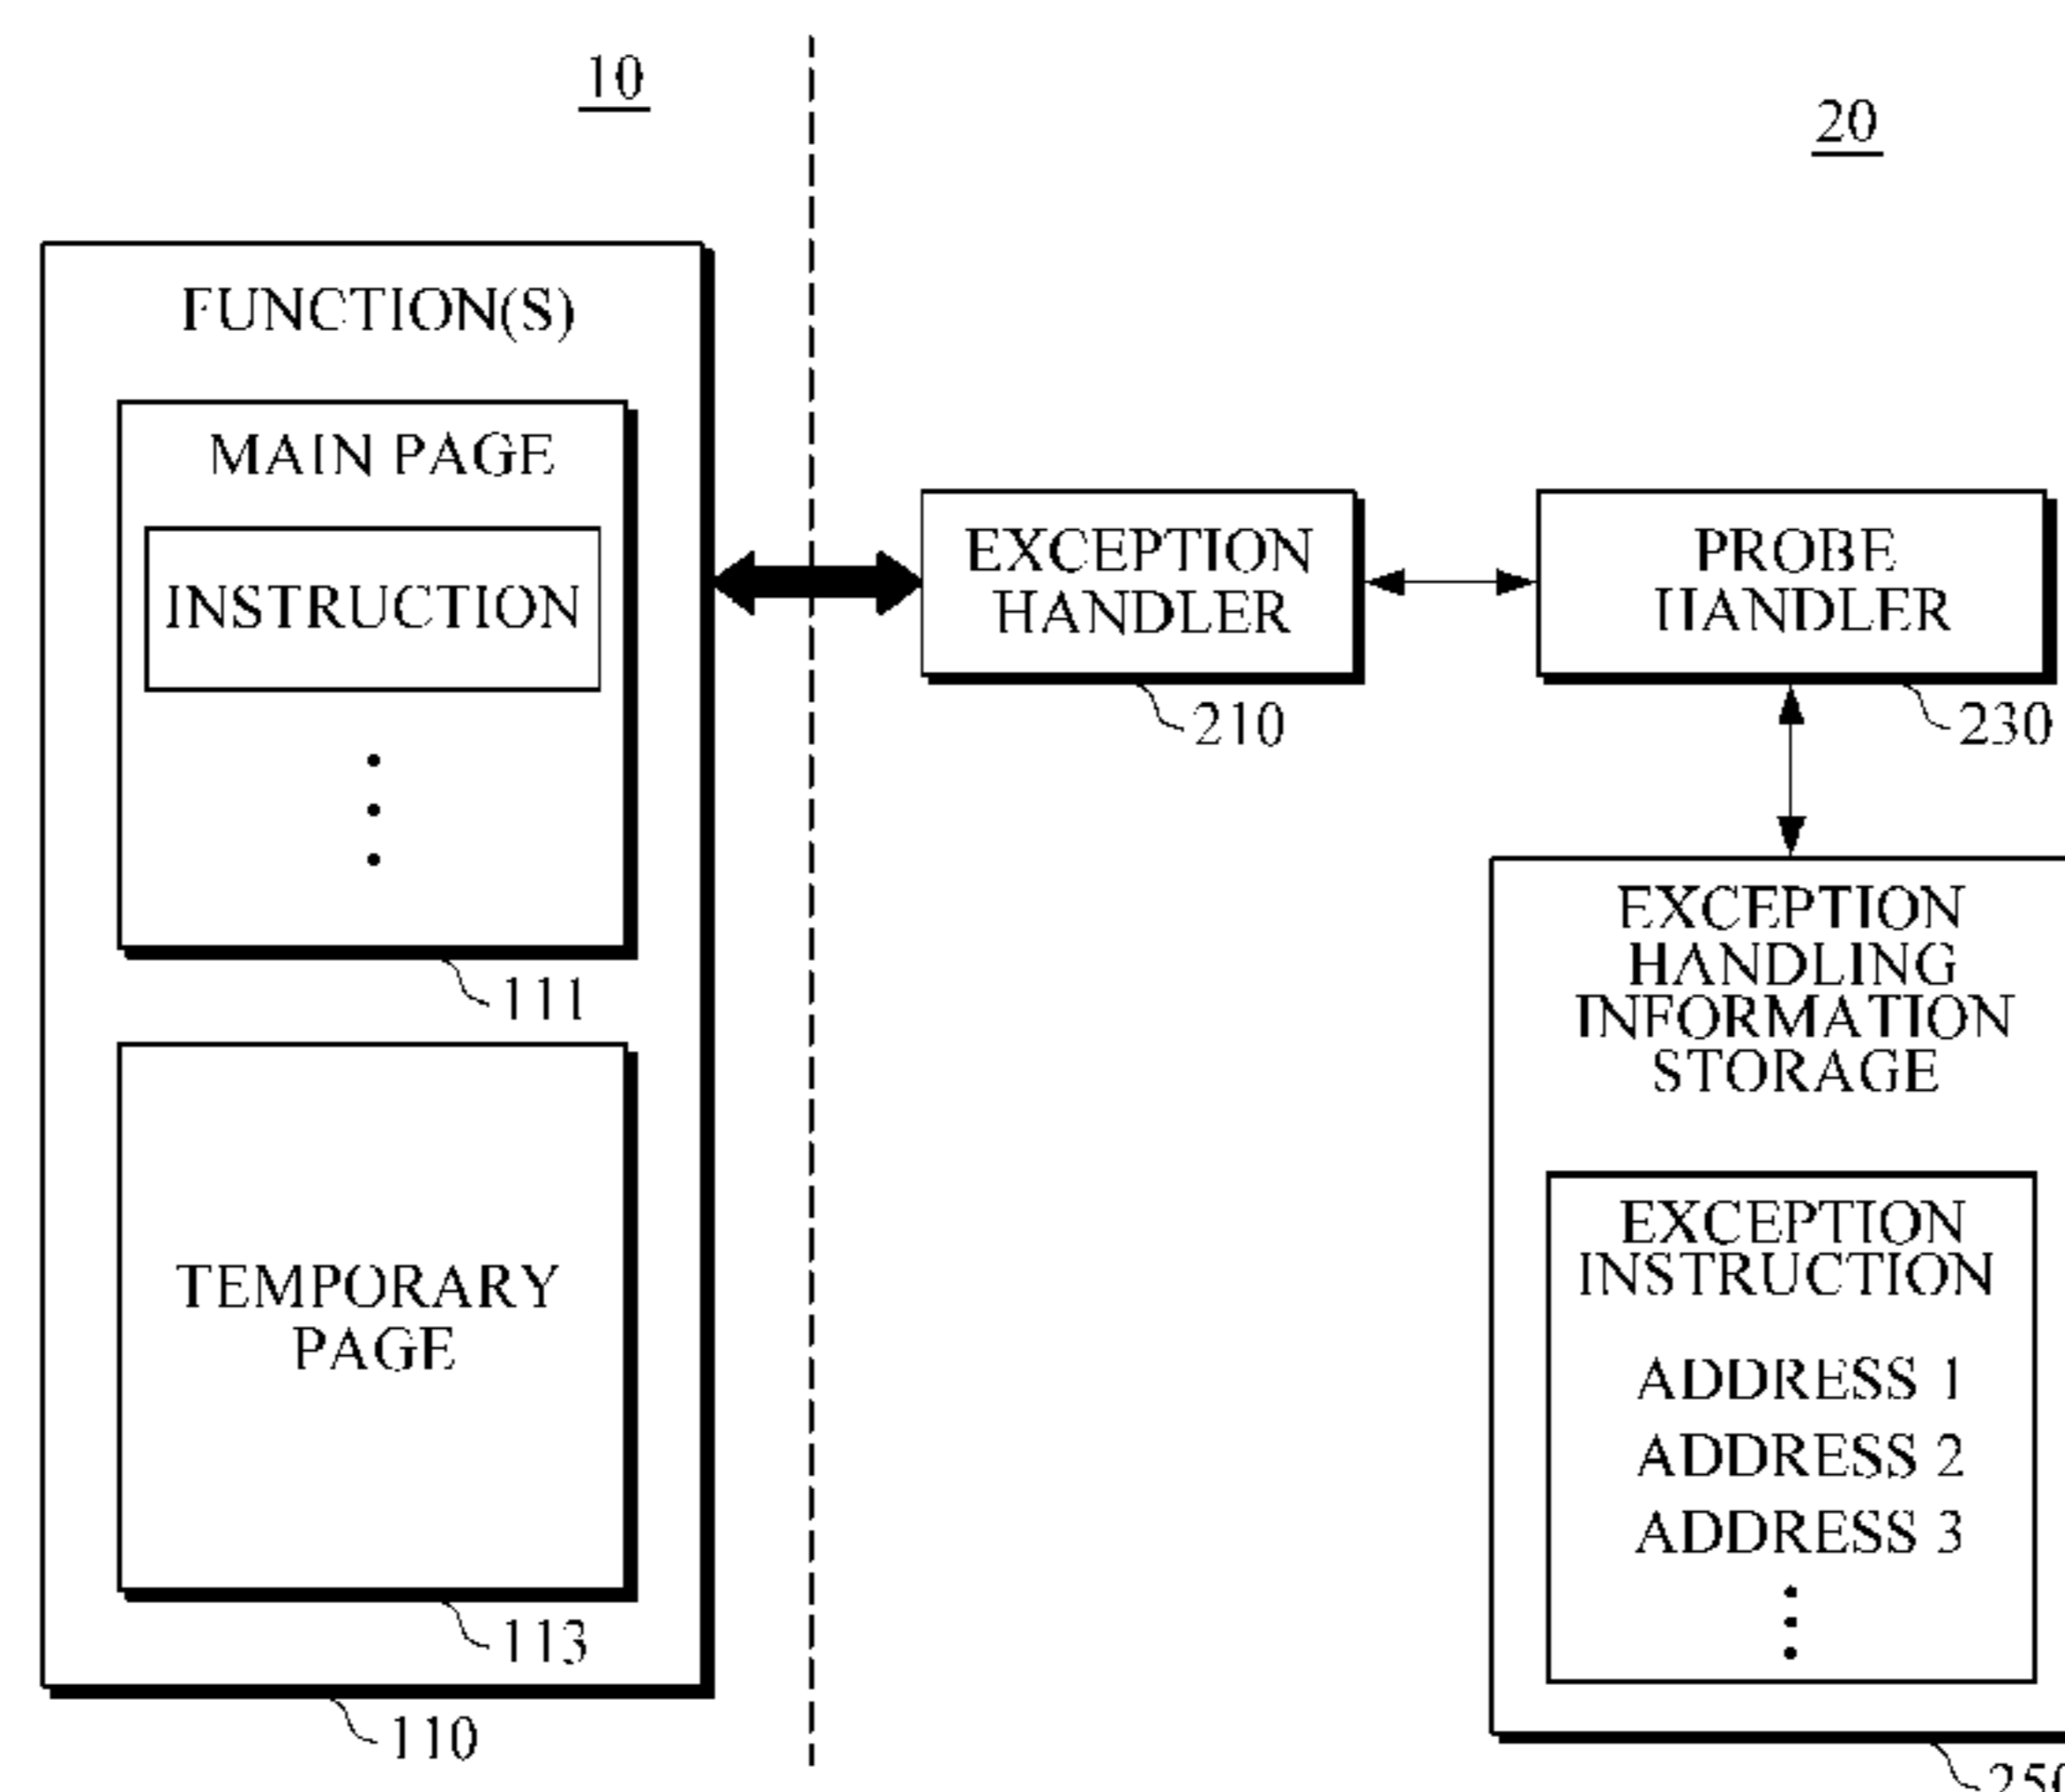 10
20
FUNCTION(S)
MAIN PAGE
INSTRUCTION
111
TEMPORARY
PAGE
113
110
EXCEPTION
HANDLER
210
PROBE
HANDLER
230
EXCEPTION
HANDLING
INFORMATION
STORAGE
EXCEPTION
INSTRUCTION
ADDRESS 1
ADDRESS 2
ADDRESS 3
250